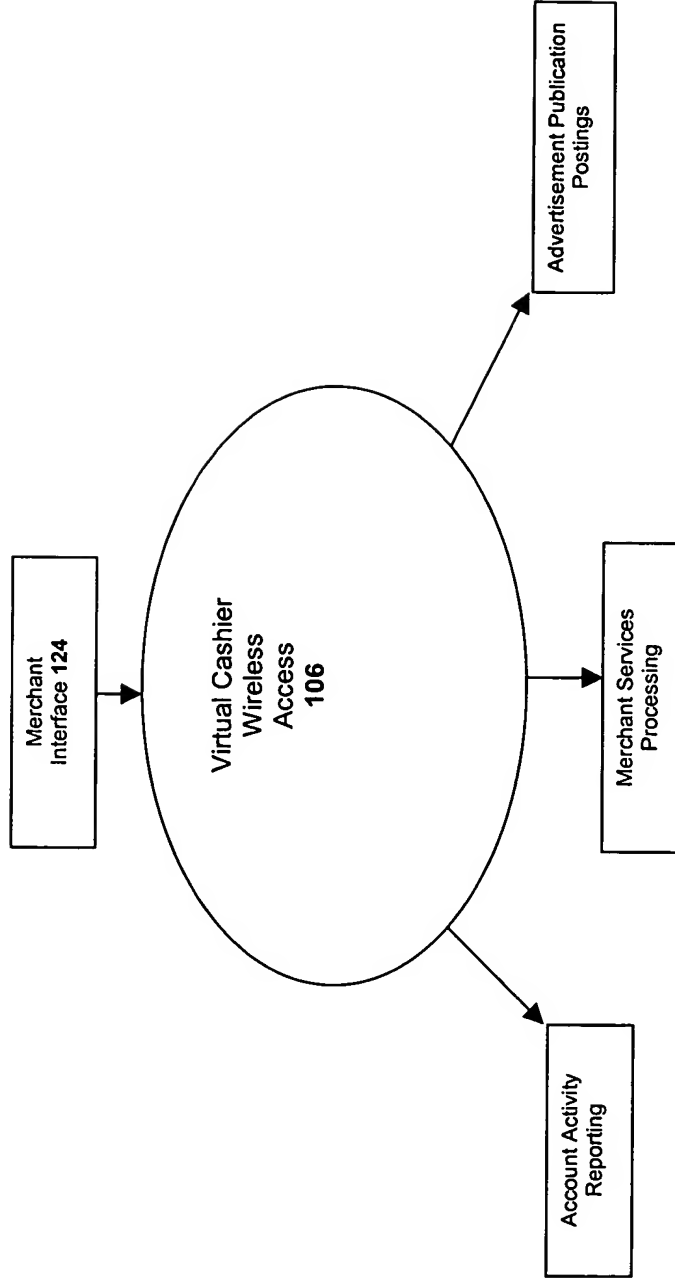 Merchant
Interface 124
Virtual Cashier
Wireless
Access
106
Account Activity
Reporting
Merchant Services
Processing
Advertisement Publication
Postings